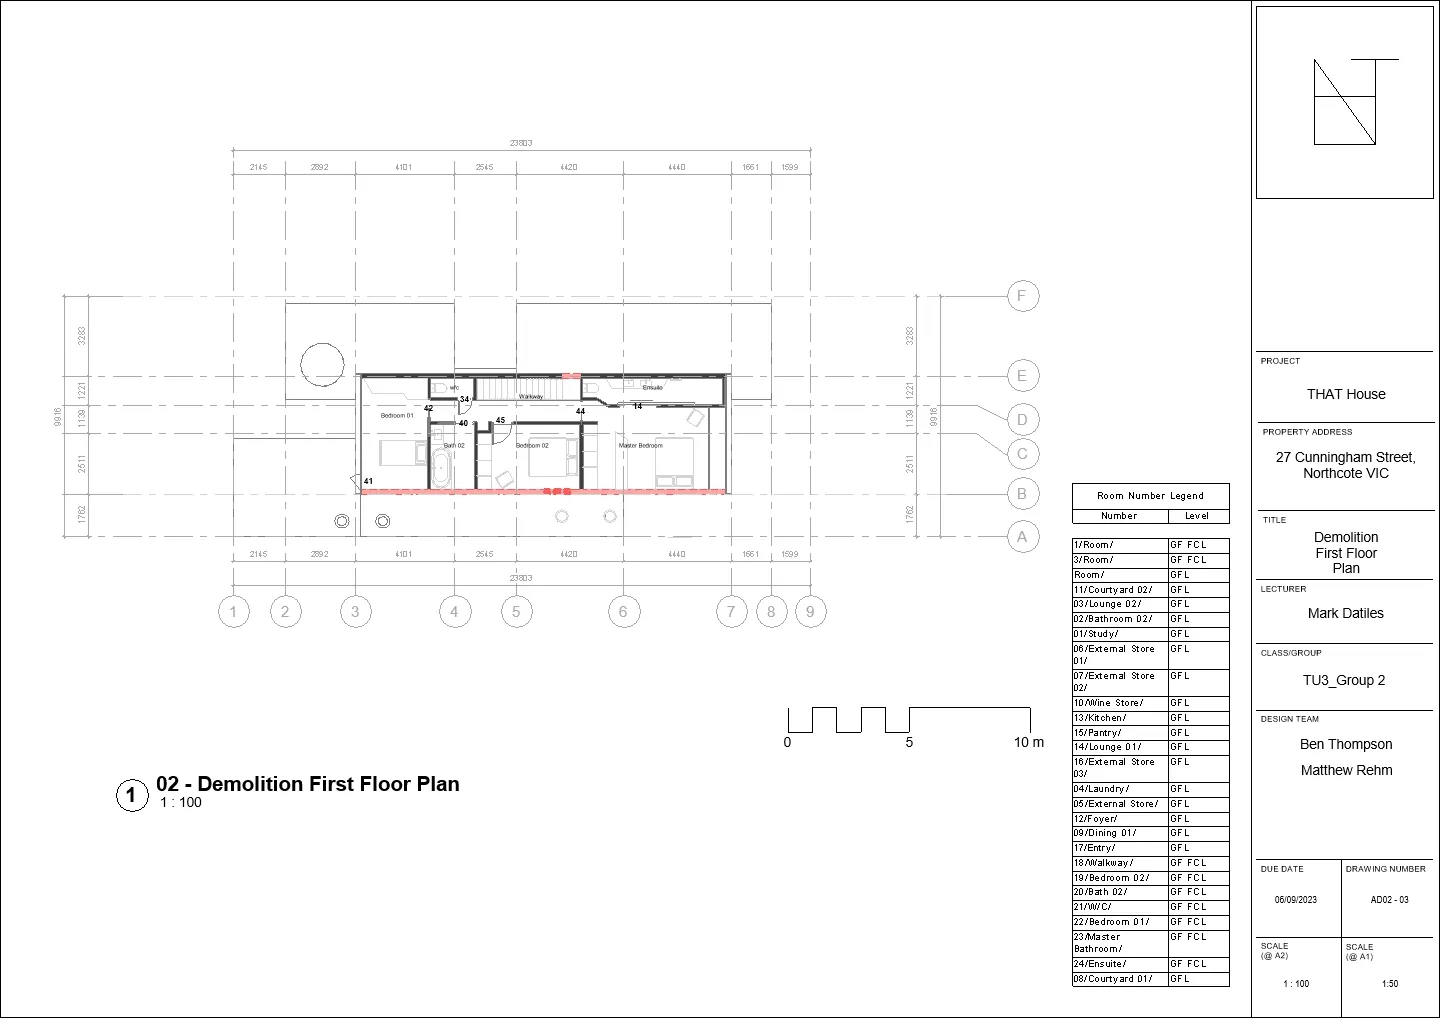 23803
2145 2892 4101 2545 4420 4440 1661 1599
F
E
D
C
B
A
3283
1221
1139
2511
1762
9916
3283
1221
1139
2511
1762
9916
w/c
Walkway
Ensuite
34
42
44
14
Bedroom 01
40
45
Bath 02
Bedroom 02
Master Bedroom
41
2145 2892 4101 2545 4420 4440 1661 1599
23803
1 2 3 4 5 6 7 8 9
0 5 10 m
1
02 - Demolition First Floor Plan
1 : 100
Room Number Legend
Number Level
1/Room/ GF FCL
3/Room/ GF FCL
Room/ GFL
11/Courtyard 02/ GFL
03/Lounge 02/ GFL
02/Bathroom 02/ GFL
01/Study/ GFL
06/External Store GFL
01/
07/External Store GFL
02/
10/Wine Store/ GFL
13/Kitchen/ GFL
15/Pantry/ GFL
14/Lounge 01/ GFL
16/External Store GFL
03/
04/Laundry/ GFL
05/External Store/ GFL
12/Foyer/ GFL
09/Dining 01/ GFL
17/Entry/ GFL
18/Walkway/ GF FCL
19/Bedroom 02/ GF FCL
20/Bath 02/ GF FCL
21/W/C/ GF FCL
22/Bedroom 01/ GF FCL
23/Master GF FCL
Bathroom/
24/Ensuite/ GF FCL
08/Courtyard 01/ GFL
PROJECT
THAT House
PROPERTY ADDRESS
27 Cunningham Street,
Northcote VIC
TITLE
Demolition
First Floor
Plan
LECTURER
Mark Datiles
CLASS/GROUP
TU3_Group 2
DESIGN TEAM
Ben Thompson
Matthew Rehm
DUE DATE
06/09/2023
DRAWING NUMBER
AD02 - 03
SCALE
(@ A2)
1 : 100
SCALE
(@ A1)
1:50